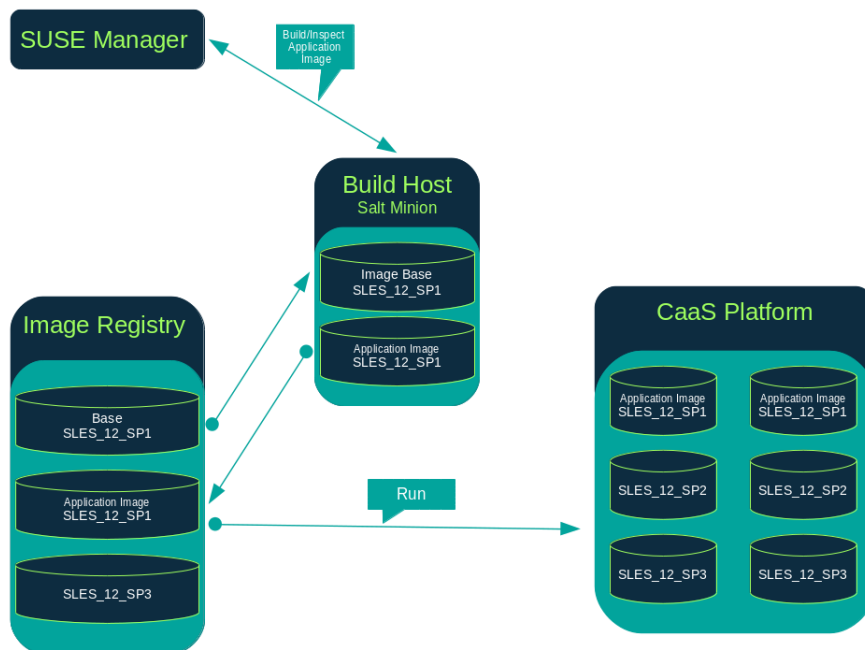 SUSE Manager
Build/Inspect
Application
Image
Build Host
Salt Minion
Image Base
SLES_12_SP1
Application Image
SLES_12_SP1
Image Registry
Base
SLES_12_SP1
Application Image
SLES_12_SP1
SLES_12_SP3
Run
CaaS Platform
Application Image
SLES_12_SP1
Application Image
SLES_12_SP1
SLES_12_SP2
SLES_12_SP2
SLES_12_SP3
SLES_12_SP3